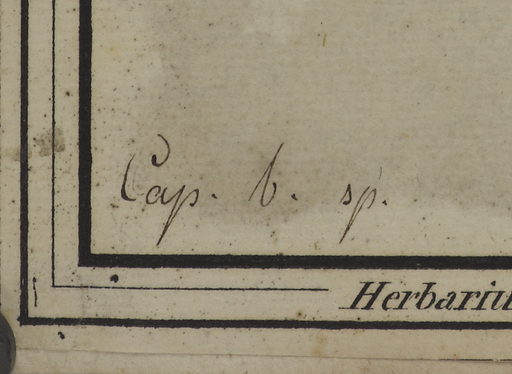 Cap. b. sp.
Herbariu